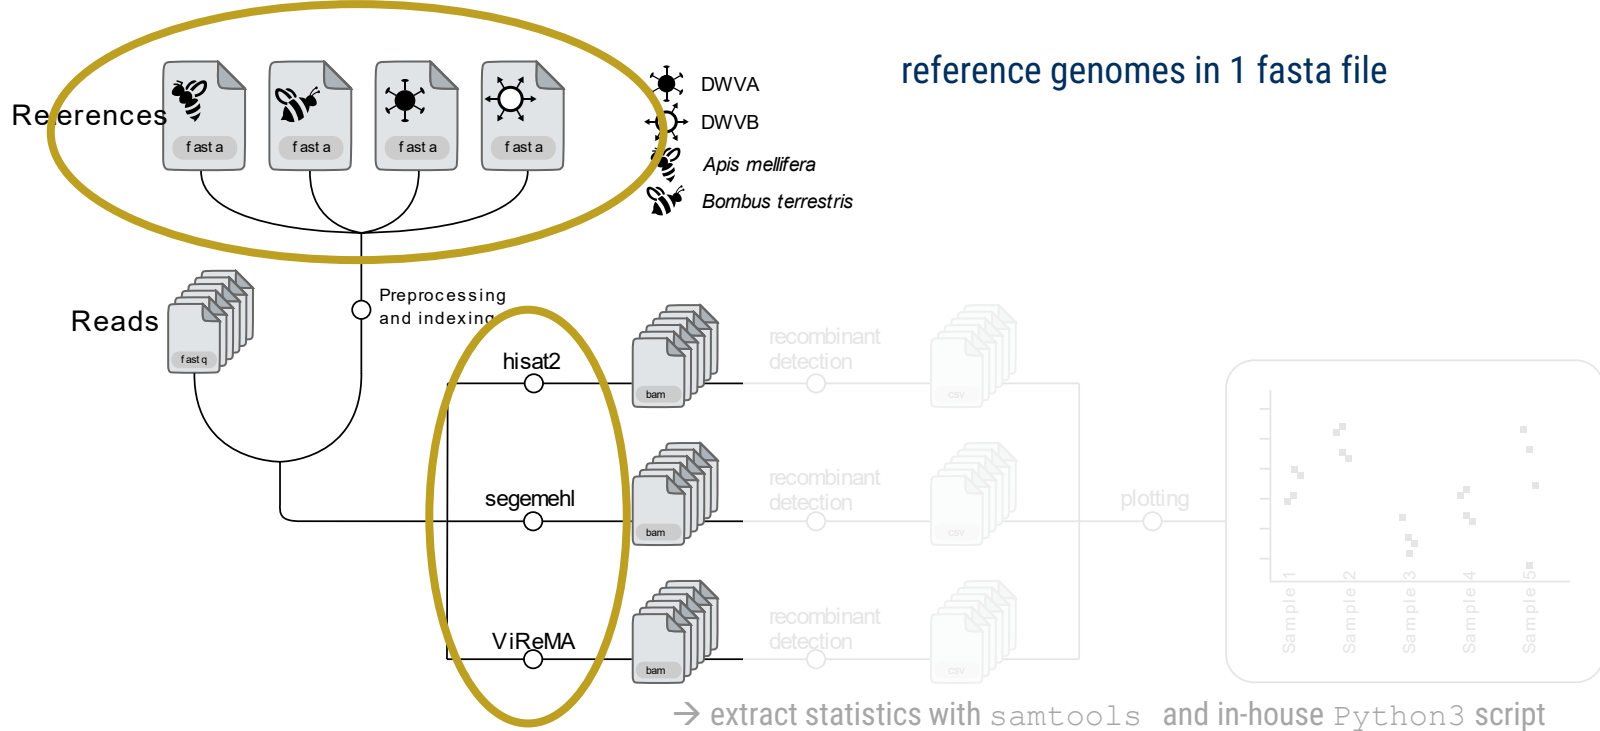 reference genomes in 1 fasta file
References
fasta
fasta
fasta
fasta
DWVA
DWVB
Apis mellifera
Bombus terrestris
Reads
fastq
Preprocessing
and indexing
hisat2
bam
recombinant
detection
csv
segemehl
bam
recombinant
detection
csv
plotting
ViReMA
bam
recombinant
detection
csv
Sample 1
Sample 2
Sample 3
Sample 4
Sample 5
→ extract statistics with samtools and in-house Python3 script